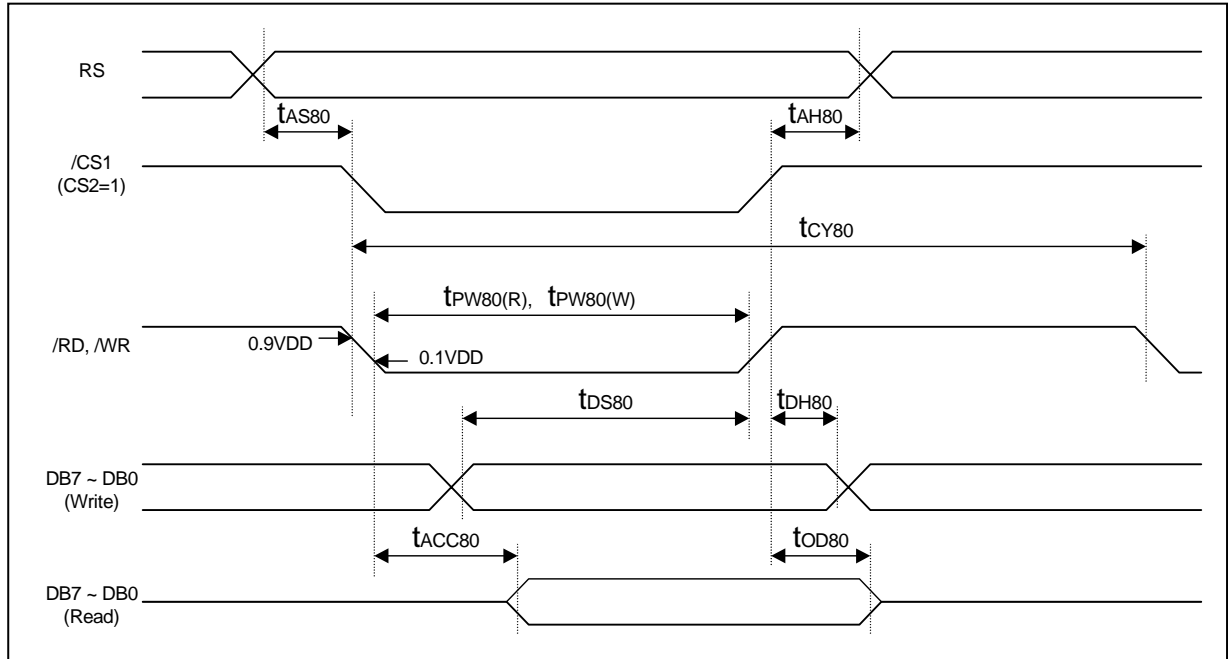 RS
tAS80
tAH80
/CS1
(CS2=1)
tCY80
tPW80(R), tPW80(W)
/RD, /WR
0.9VDD
0.1VDD
tDS80
tDH80
DB7 ~ DB0
(Write)
tACC80
tOD80
DB7 ~ DB0
(Read)